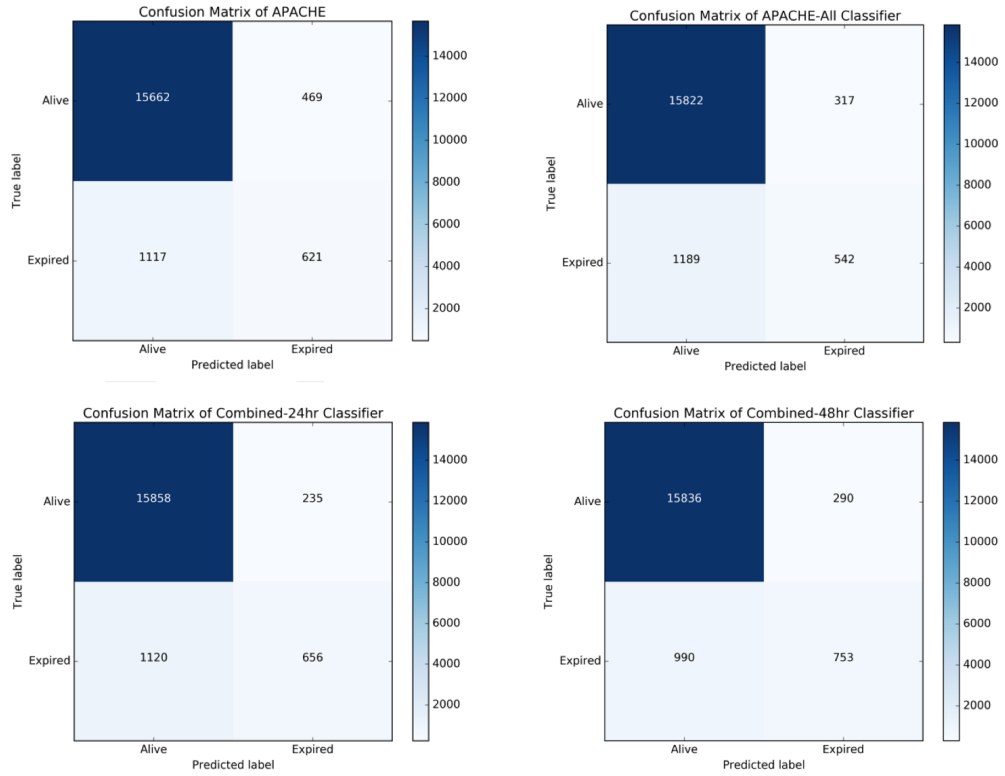 Confusion Matrix of APACHE
Alive
Expired
True label
15662
469
1117
621
Alive
Expired
Predicted label
14000
12000
10000
8000
6000
4000
2000
Confusion Matrix of APACHE-All Classifier
Alive
Expired
True label
15822
317
1189
542
Alive
Expired
Predicted label
14000
12000
10000
8000
6000
4000
2000
Confusion Matrix of Combined-24hr Classifier
Alive
Expired
True label
15858
235
1120
656
Alive
Expired
Predicted label
14000
12000
10000
8000
6000
4000
2000
Confusion Matrix of Combined-48hr Classifier
Alive
Expired
True label
15836
290
990
753
Alive
Expired
Predicted label
14000
12000
10000
8000
6000
4000
2000